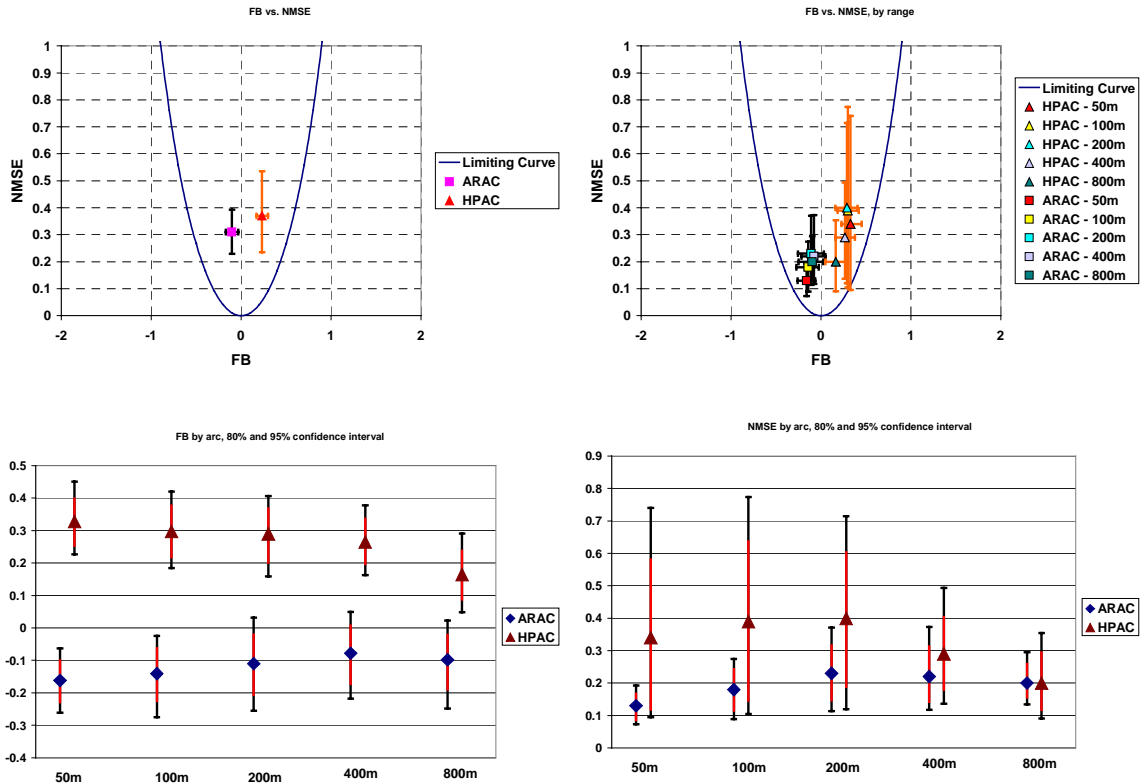 FB vs. NMSE
1
0.9
0.8
0.7
0.6
0.5
0.4
0.3
0.2
0.1
0
NMSE
-2
-1
0
1
2
FB
Limiting Curve
ARAC
HPAC
FB vs. NMSE, by range
1
0.9
0.8
0.7
0.6
0.5
0.4
0.3
0.2
0.1
0
NMSE
-2
-1
0
1
2
FB
Limiting Curve
HPAC - 50m
HPAC - 100m
HPAC - 200m
HPAC - 400m
HPAC - 800m
ARAC - 50m
ARAC - 100m
ARAC - 200m
ARAC - 400m
ARAC - 800m
FB by arc, 80% and 95% confidence interval
0.5
0.4
0.3
0.2
0.1
0
-0.1
-0.2
-0.3
-0.4
50m
100m
200m
400m
800m
ARAC
HPAC
NMSE by arc, 80% and 95% confidence interval
0.9
0.8
0.7
0.6
0.5
0.4
0.3
0.2
0.1
0
50m
100m
200m
400m
800m
ARAC
HPAC